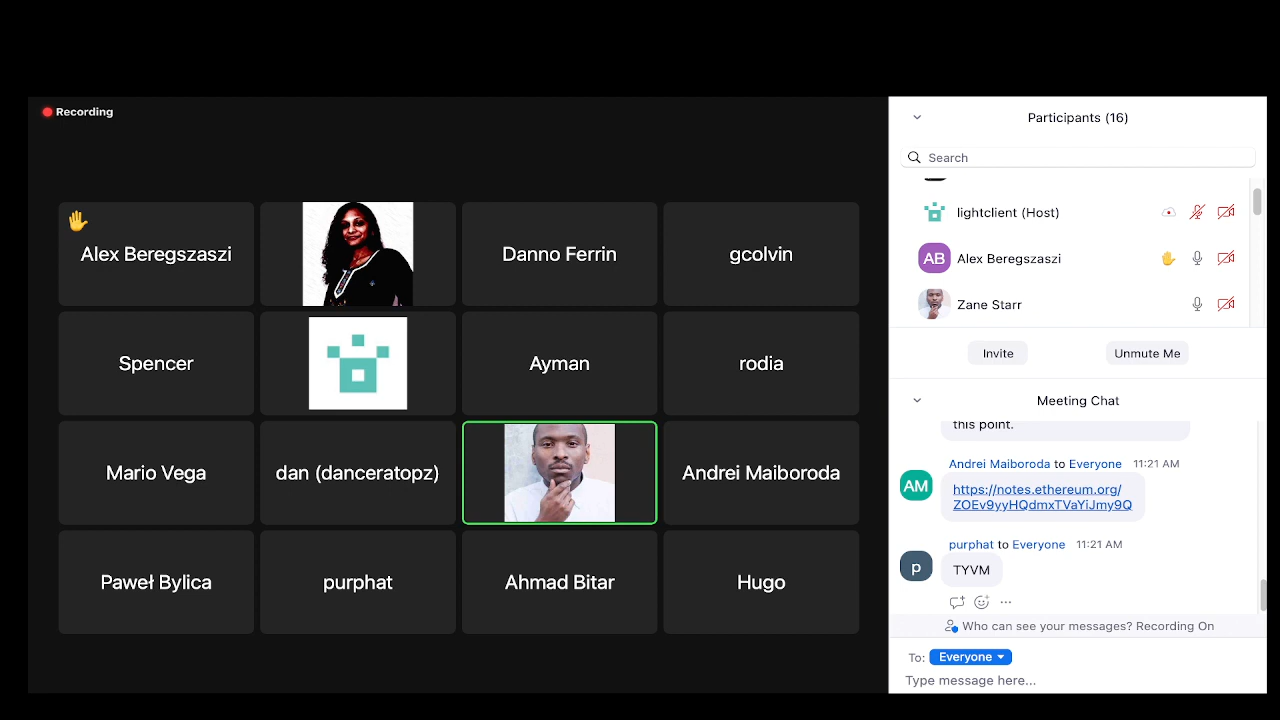 Recording
Alex Beregszaszi
Danno Ferrin
gcolvin
Spencer
Ayman
rodia
Mario Vega
dan (danceratopz)
Andrei Maiboroda
Paweł Bylica
purphat
Ahmad Bitar
Hugo
Participants (16)
Search
lightclient (Host)
AB Alex Beregszaszi
Zane Starr
Invite
Unmute Me
Meeting Chat
this point.
Andrei Maiboroda to Everyone 11:21 AM
AM
https://notes.ethereum.org/
ZOEv9yyHQdmxTVaYiJmy9Q
purphat to Everyone 11:21 AM
p
TYVM
Who can see your messages? Recording On
To: Everyone
Type message here...